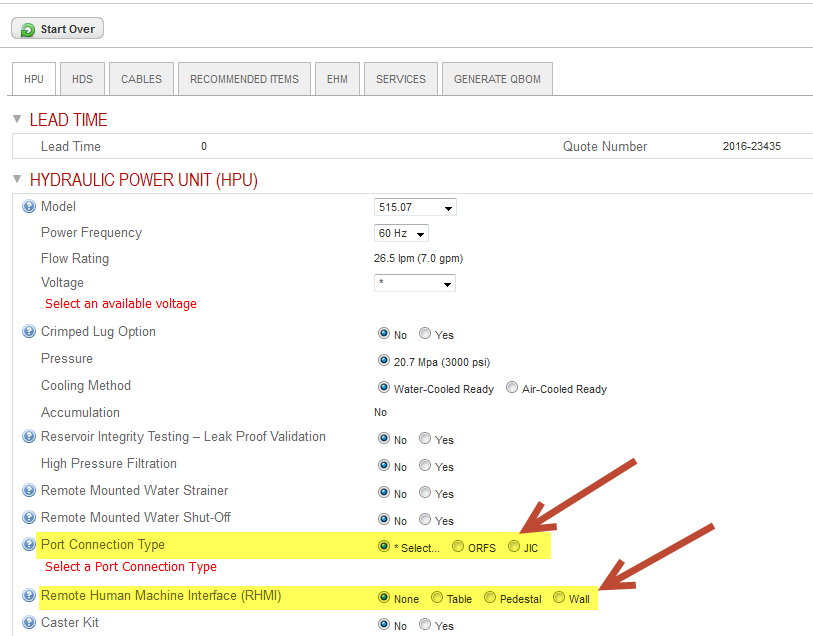 Start Over
HPU HDS CABLES RECOMMENDED ITEMS EHM SERVICES GENERATE QBOM
LEAD TIME
Lead Time 0 Quote Number 2016-23435
HYDRAULIC POWER UNIT (HPU)
Model 515.07
Power Frequency 60 Hz
Flow Rating 26.5 lpm (7.0 gpm)
Voltage *
Select an available voltage
Crimped Lug Option No Yes
Pressure 20.7 Mpa (3000 psi)
Cooling Method Water-Cooled Ready Air-Cooled Ready
Accumulation No
Reservoir Integrity Testing – Leak Proof Validation No Yes
High Pressure Filtration No Yes
Remote Mounted Water Strainer No Yes
Remote Mounted Water Shut-Off No Yes
Port Connection Type * Select... ORFS JIC
Select a Port Connection Type
Remote Human Machine Interface (RHMI) None Table Pedestal Wall
Caster Kit No Yes